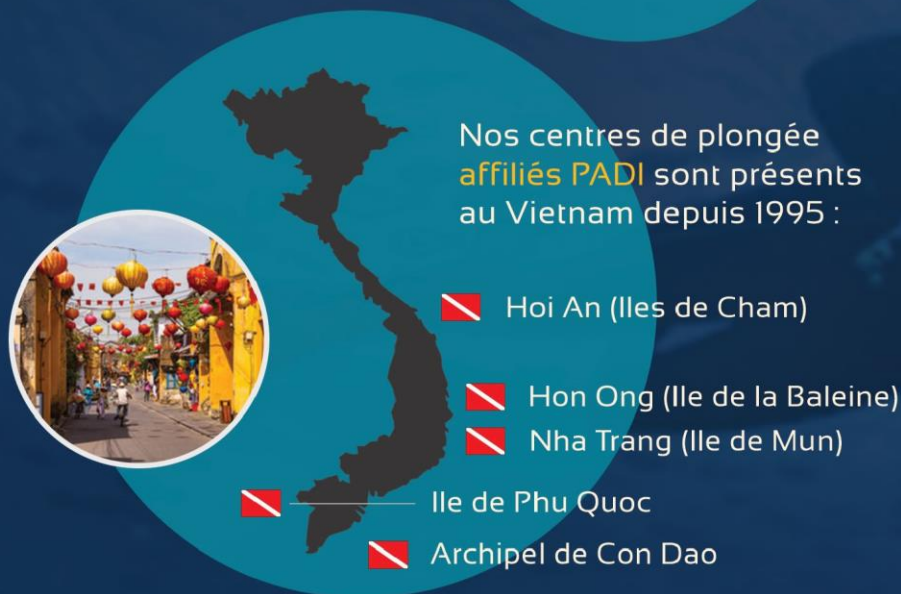 Nos centres de plongée
affiliés PADI sont présents
au Vietnam depuis 1995 :
Hoi An (Iles de Cham)
Hon Ong (Ile de la Baleine)
Nha Trang (Ile de Mun)
Ile de Phu Quoc
Archipel de Con Dao